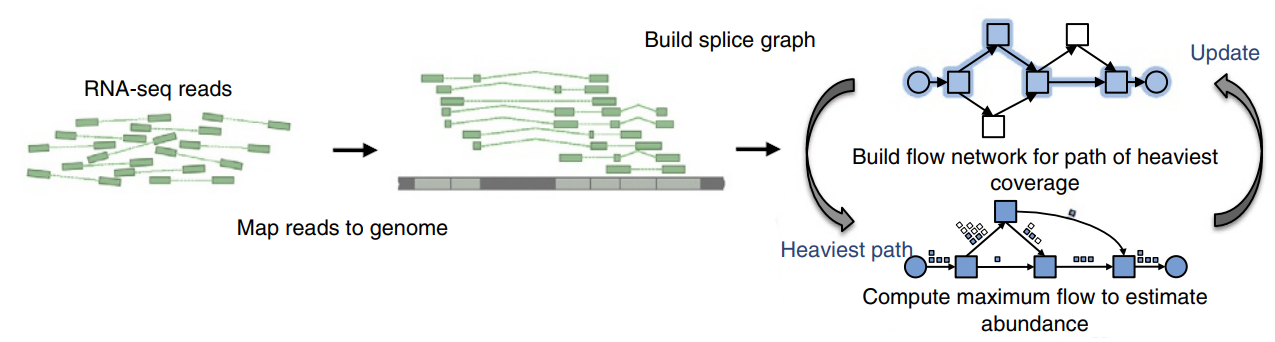 RNA-seq reads
Map reads to genome
Build splice graph
Update
Build flow network for path of heaviest
coverage
Heaviest path
Compute maximum flow to estimate
abundance